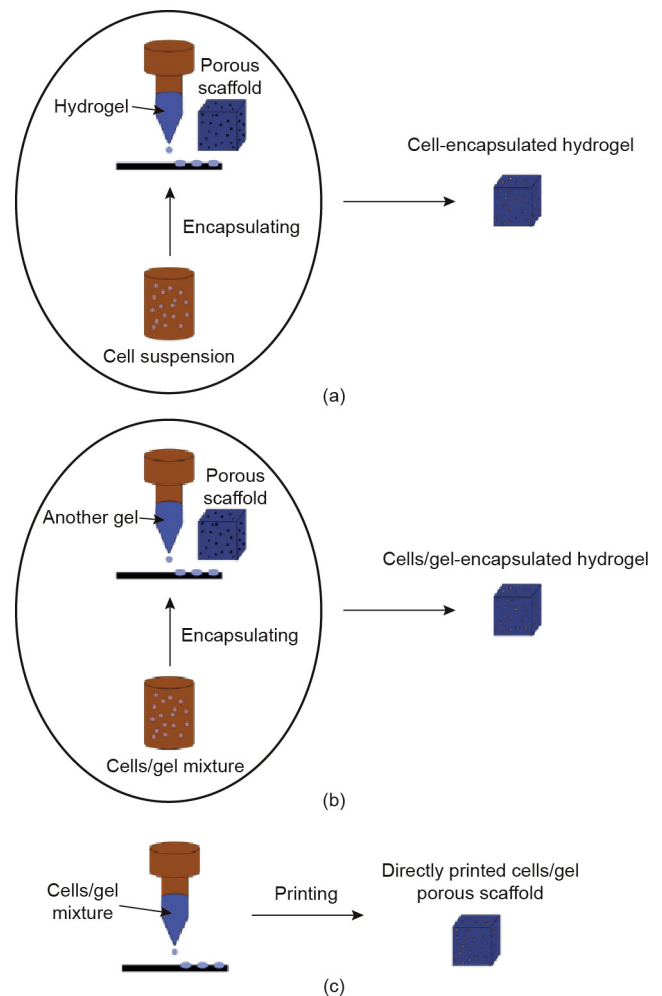 Porous
scaffold
Hydrogel
Cell-encapsulated hydrogel
Encapsulating
Cell suspension
(a)
Porous
scaffold
Another gel
Cells/gel-encapsulated hydrogel
Encapsulating
Cells/gel mixture
(b)
Cells/gel
mixture
Printing
Directly printed cells/gel
porous scaffold
(c)